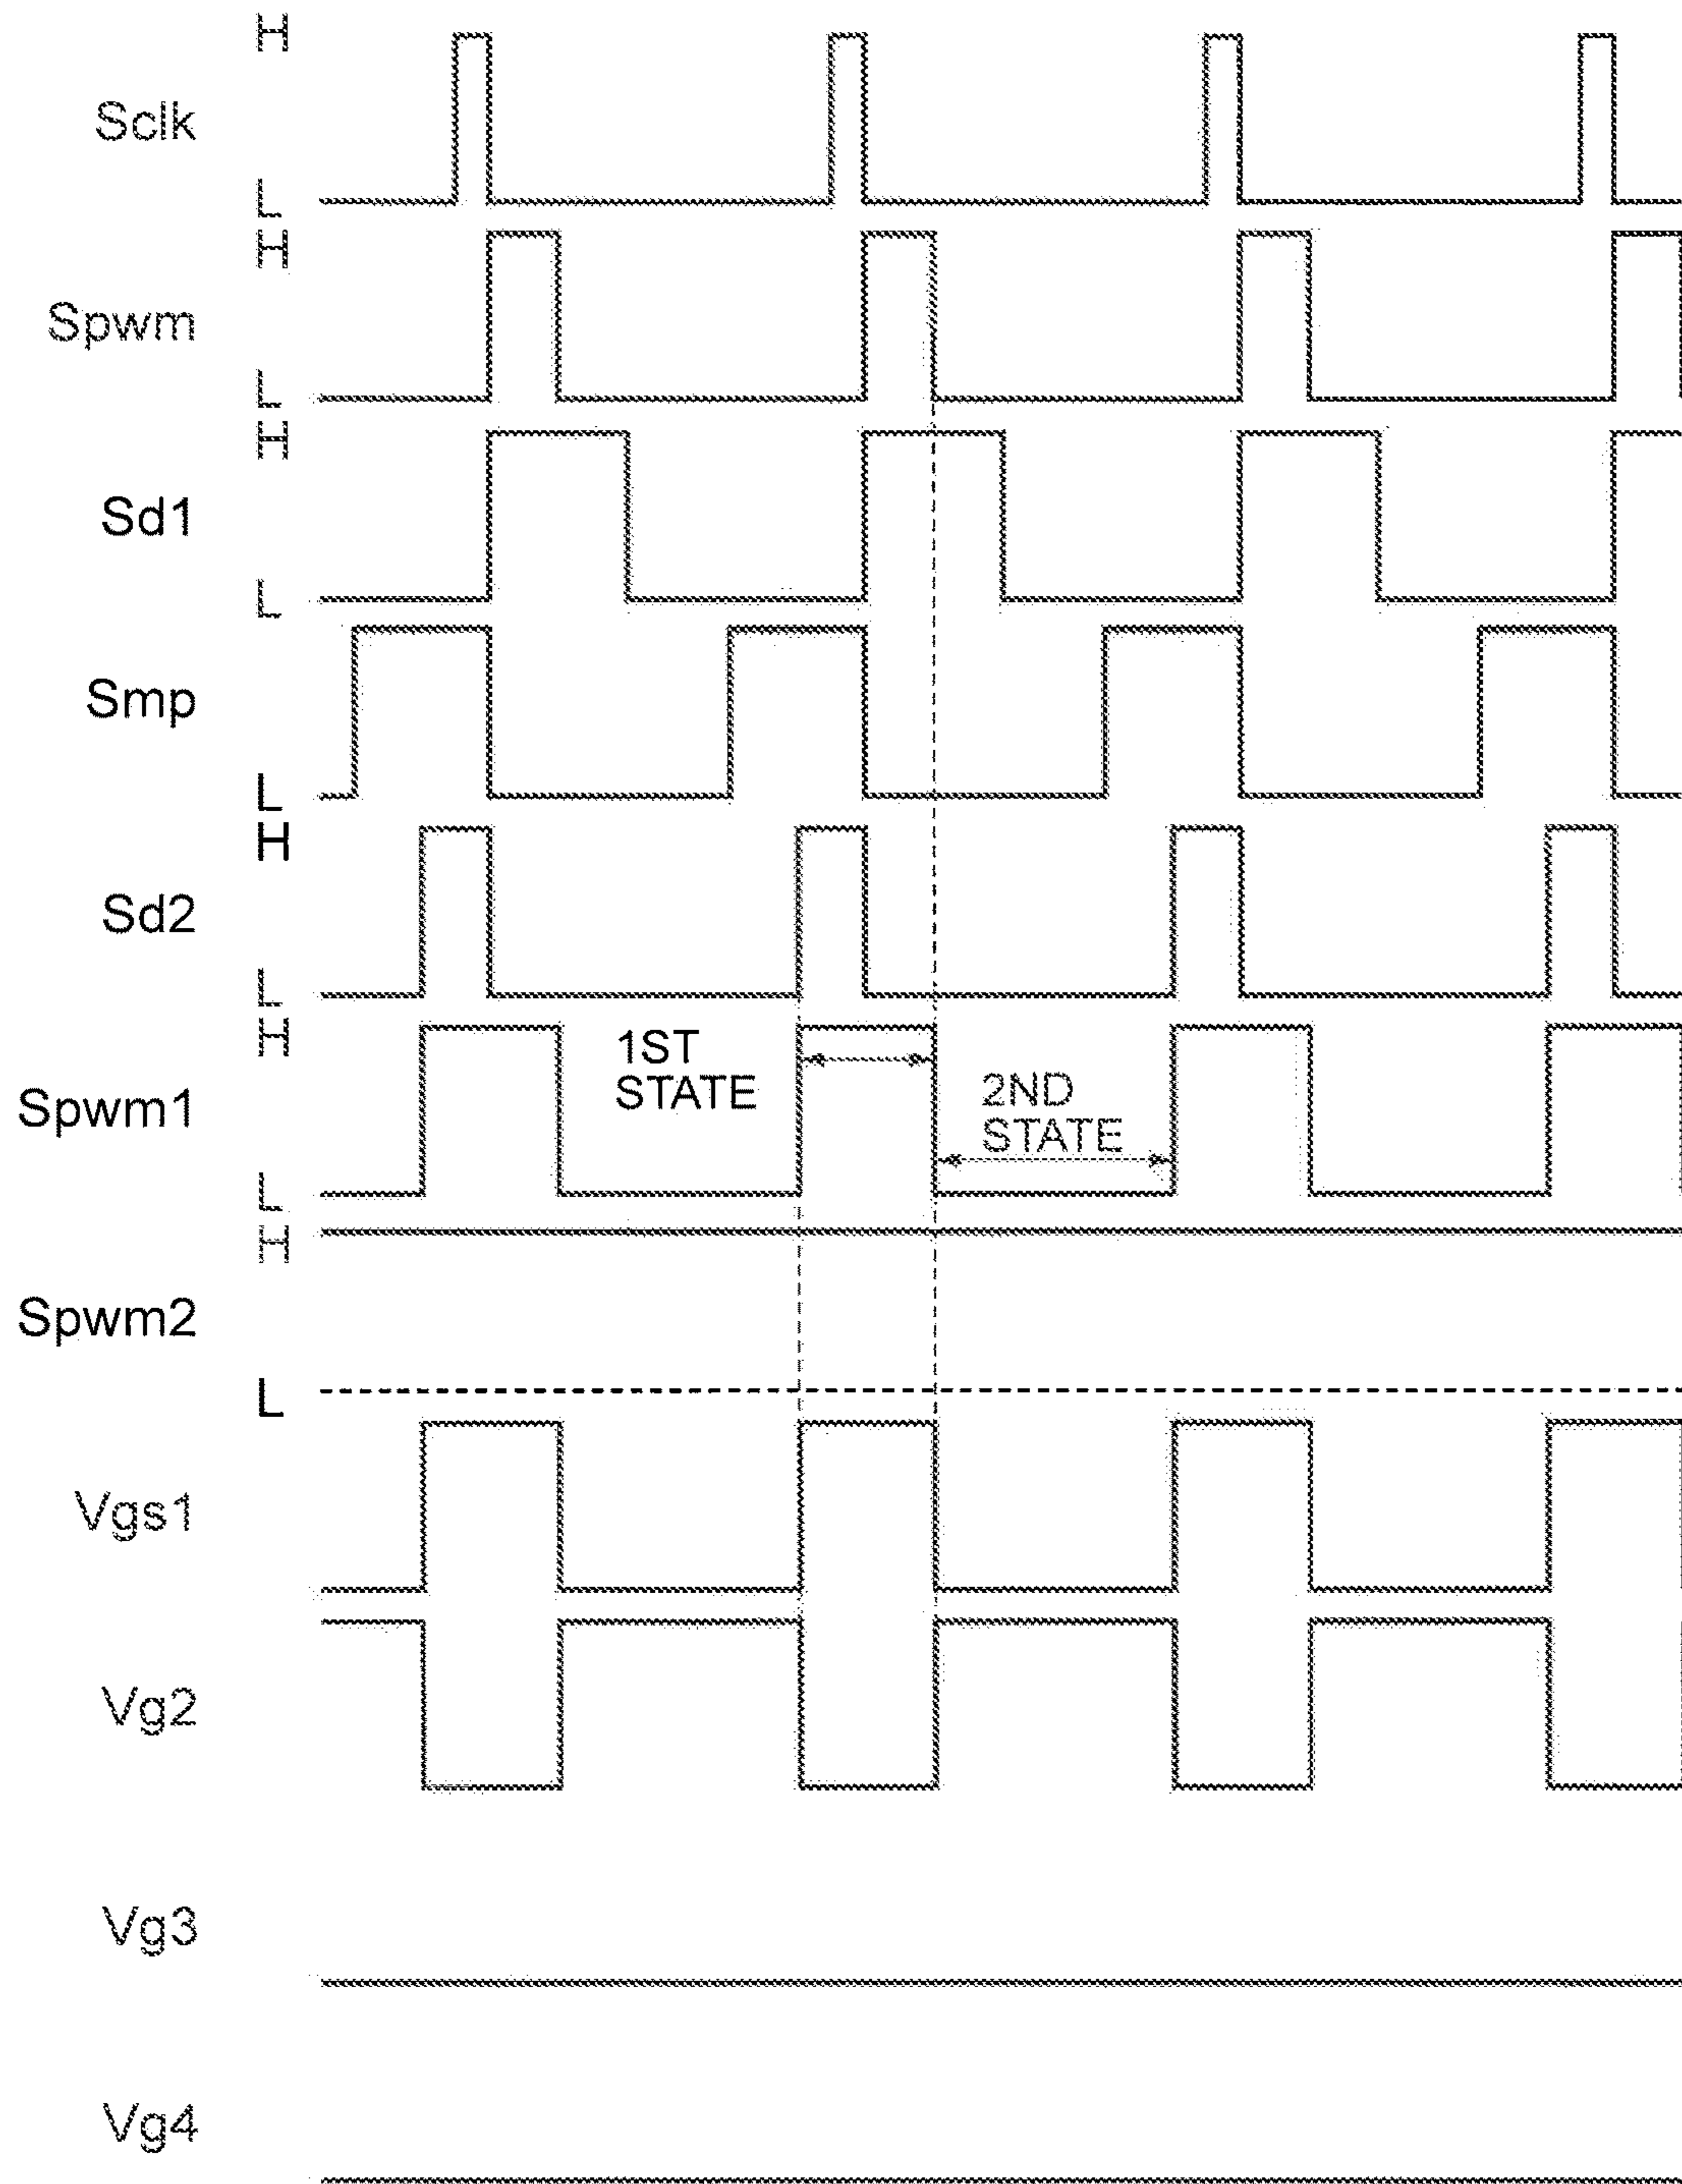 H
Sclk
L
H
Spwm
L
H
Sd1
L
Smp
L
H
Sd2
L
H
1ST
STATE
2ND
STATE
Spwm1
L
H
Spwm2
L
Vgs1
Vg2
Vg3
Vg4